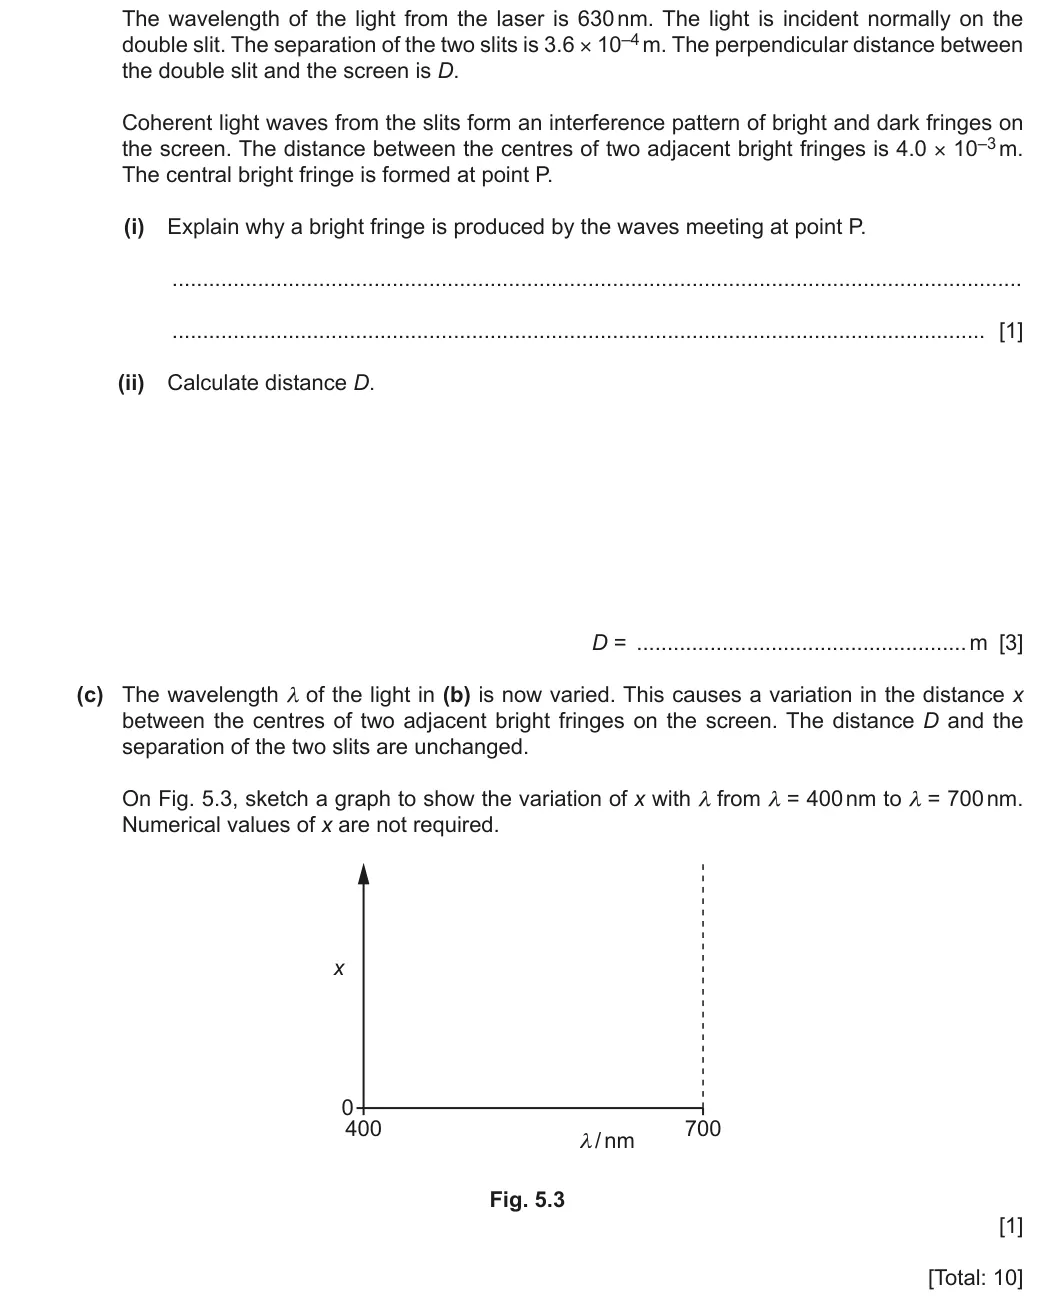 The wavelength of the light from the laser is 630 nm. The light is incident normally on the
double slit. The separation of the two slits is 3.6 × 10⁻⁴ m. The perpendicular distance between
the double slit and the screen is D.
Coherent light waves from the slits form an interference pattern of bright and dark fringes on
the screen. The distance between the centres of two adjacent bright fringes is 4.0 × 10⁻³ m.
The central bright fringe is formed at point P.
(i) Explain why a bright fringe is produced by the waves meeting at point P.
..........................................................................................................................................
.................................................................................................................................... [1]
(ii) Calculate distance D.
D = ...................................................... m [3]
(c) The wavelength λ of the light in (b) is now varied. This causes a variation in the distance x
between the centres of two adjacent bright fringes on the screen. The distance D and the
separation of the two slits are unchanged.
On Fig. 5.3, sketch a graph to show the variation of x with λ from λ = 400 nm to λ = 700 nm.
Numerical values of x are not required.
x
0
400 700
λ / nm
Fig. 5.3
[1]
[Total: 10]